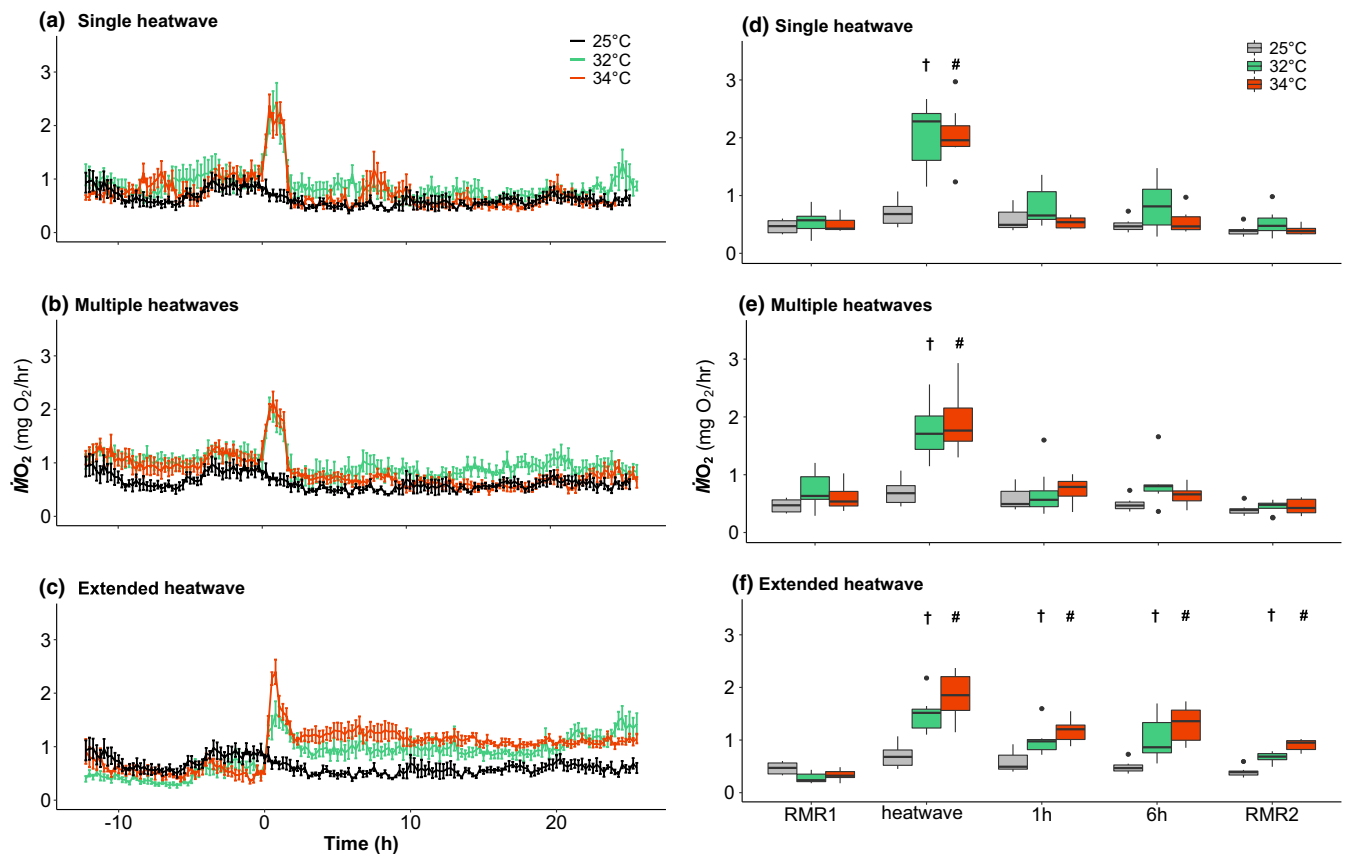 (a) Single heatwave
25°C
32°C
34°C
3
2
1
0
(b) Multiple heatwaves
ṀO₂ (mg O₂/hr)
3
2
1
0
(c) Extended heatwave
3
2
1
0
-10
0
10
20
Time (h)
(d) Single heatwave
25°C
32°C
34°C
† #
3
2
1
0
(e) Multiple heatwaves
ṀO₂ (mg O₂/hr)
† #
3
2
1
0
(f) Extended heatwave
† # † # † # † #
3
2
1
0
RMR1
heatwave
1h
6h
RMR2